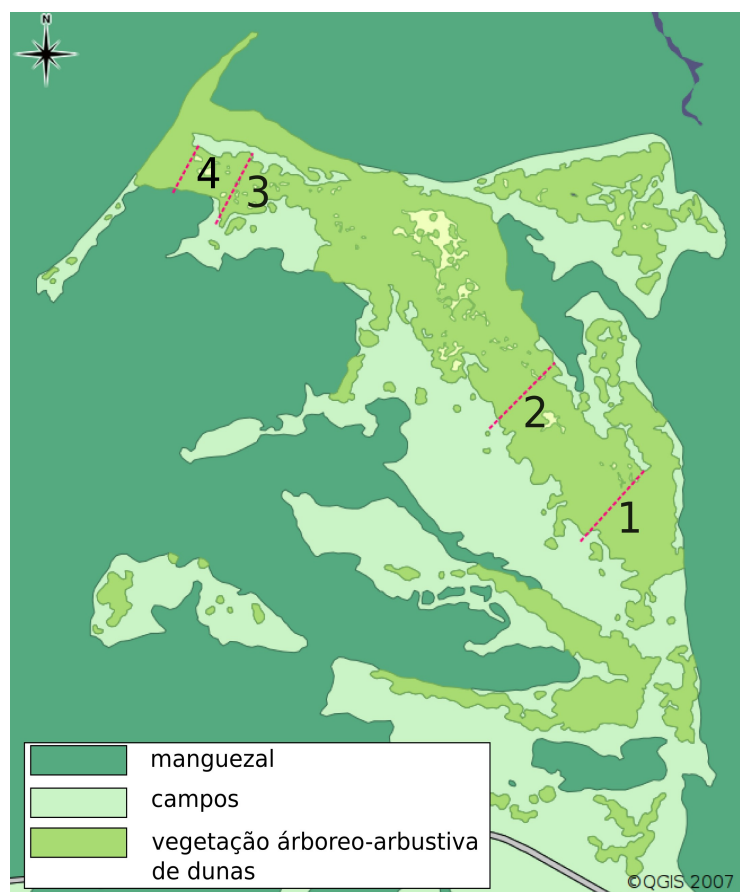 N
4
3
2
1
manguezal
campos
vegetação árboreo-arbustiva
de dunas
©QGIS 2007